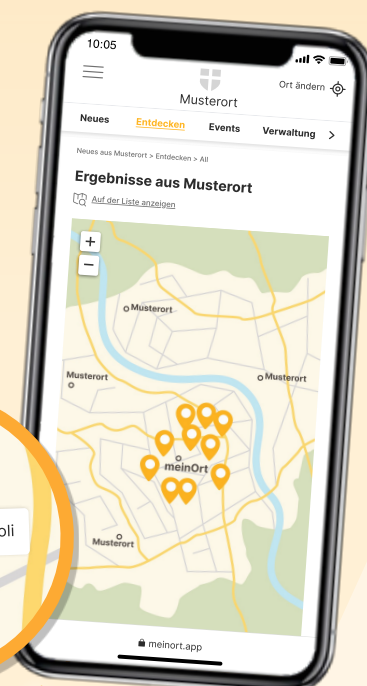 10:05
Musterort
Ort ändern
Neues Entdecken Events Verwaltung >
Neues aus Musterort > Entdecken > All
Ergebnisse aus Musterort
Auf der Liste anzeigen
+
−
Musterort
Musterort
Musterort
meinOrt
oli
Musterort
meinort.app